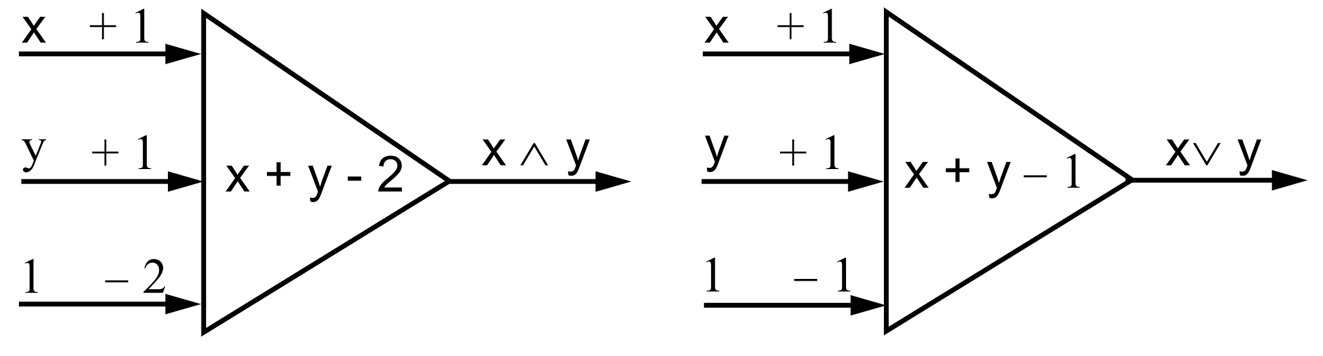 x + 1
y + 1
1 – 2
x + y - 2
x ∧ y
x + 1
y + 1
1 – 1
x + y – 1
x∨ y